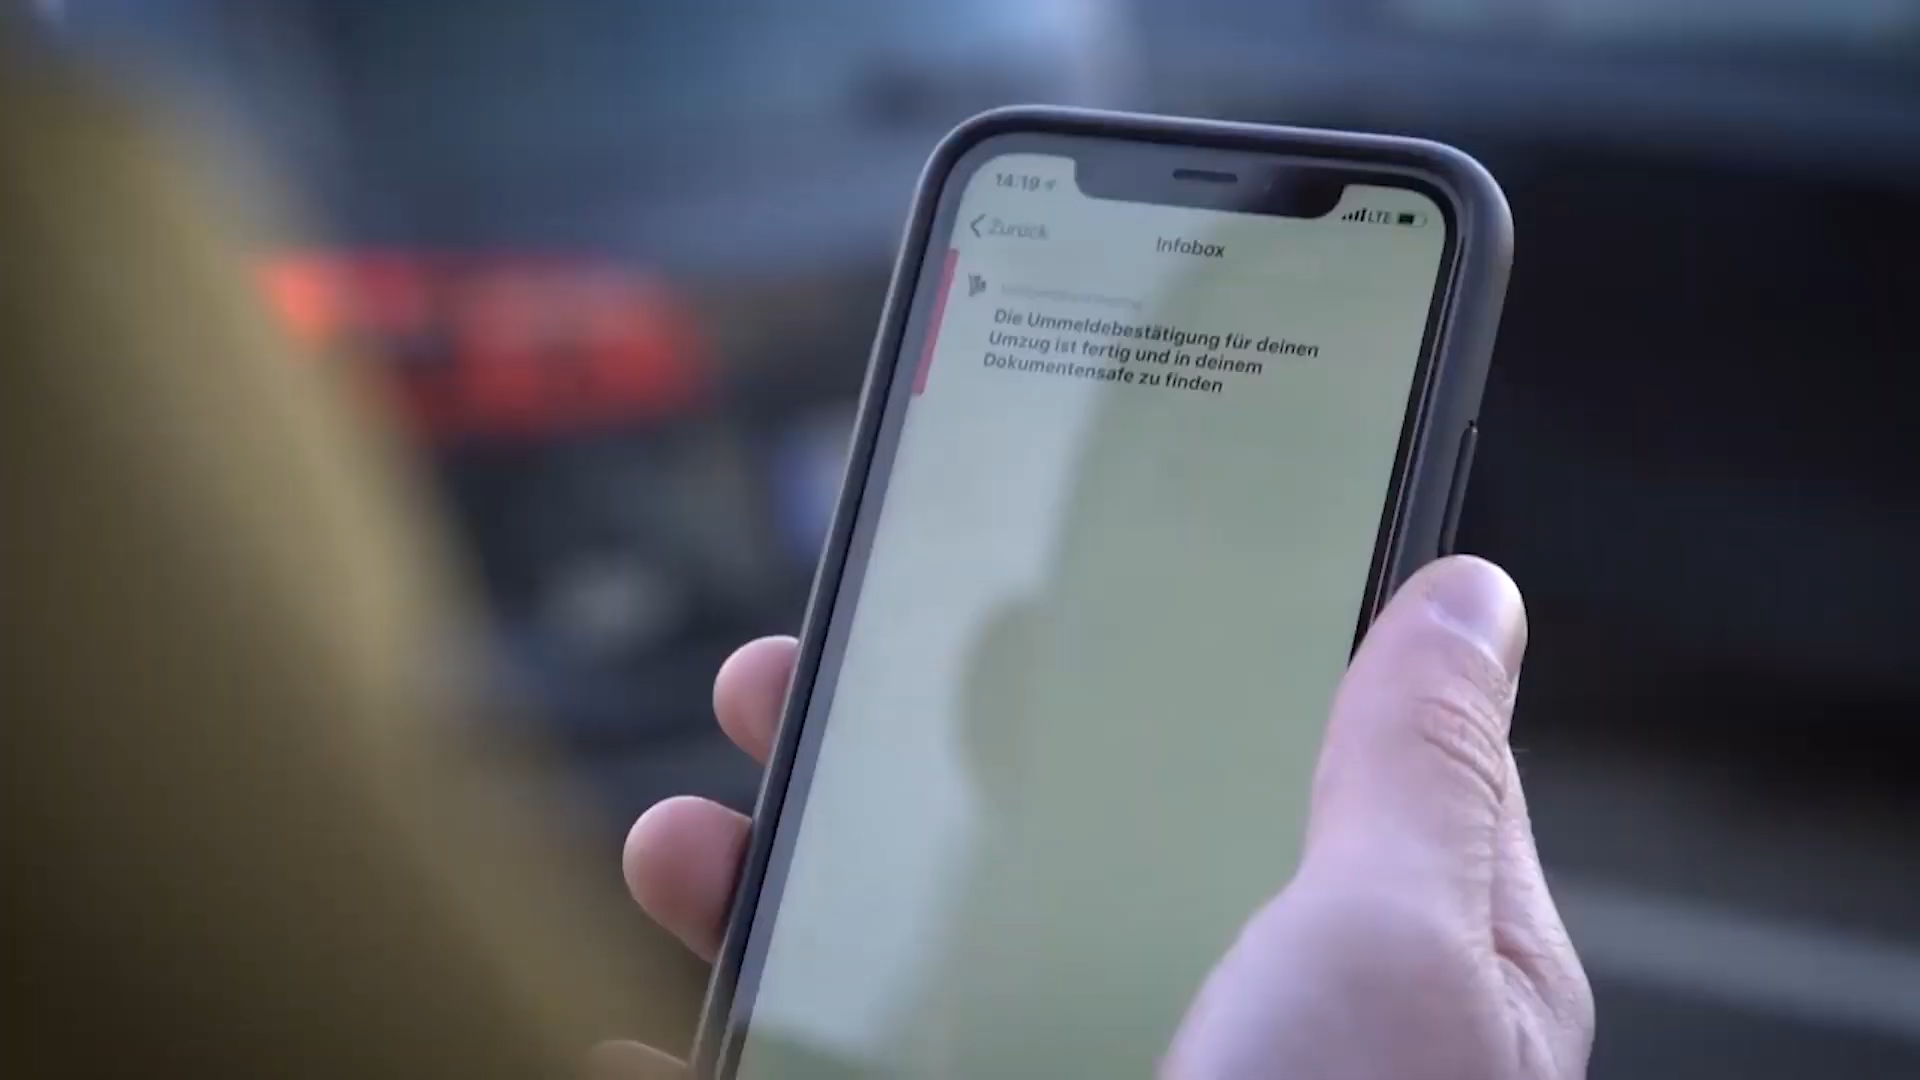 14:19
LTE
Zurück
Infobox
Die Ummeldebestätigung für deinen
Umzug ist fertig und in deinem
Dokumentensafe zu finden